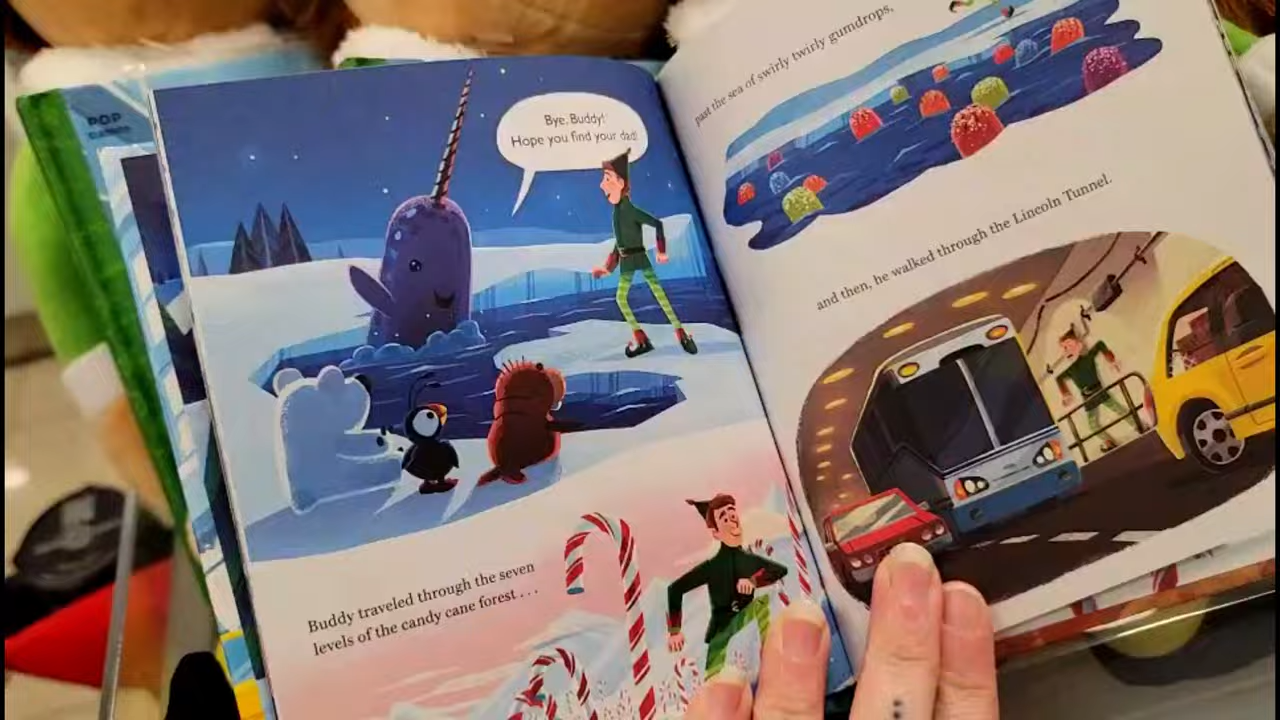 POP
Bye, Buddy!
Hope you find your dad!
Buddy traveled through the seven
levels of the candy cane forest . . .
past the sea of swirly twirly gumdrops,
and then, he walked through the Lincoln Tunnel.